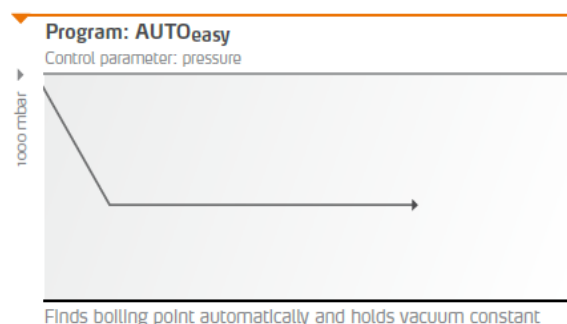 Program: AUTOeasy
Control parameter: pressure
1000 mbar
Finds boiling point automatically and holds vacuum constant